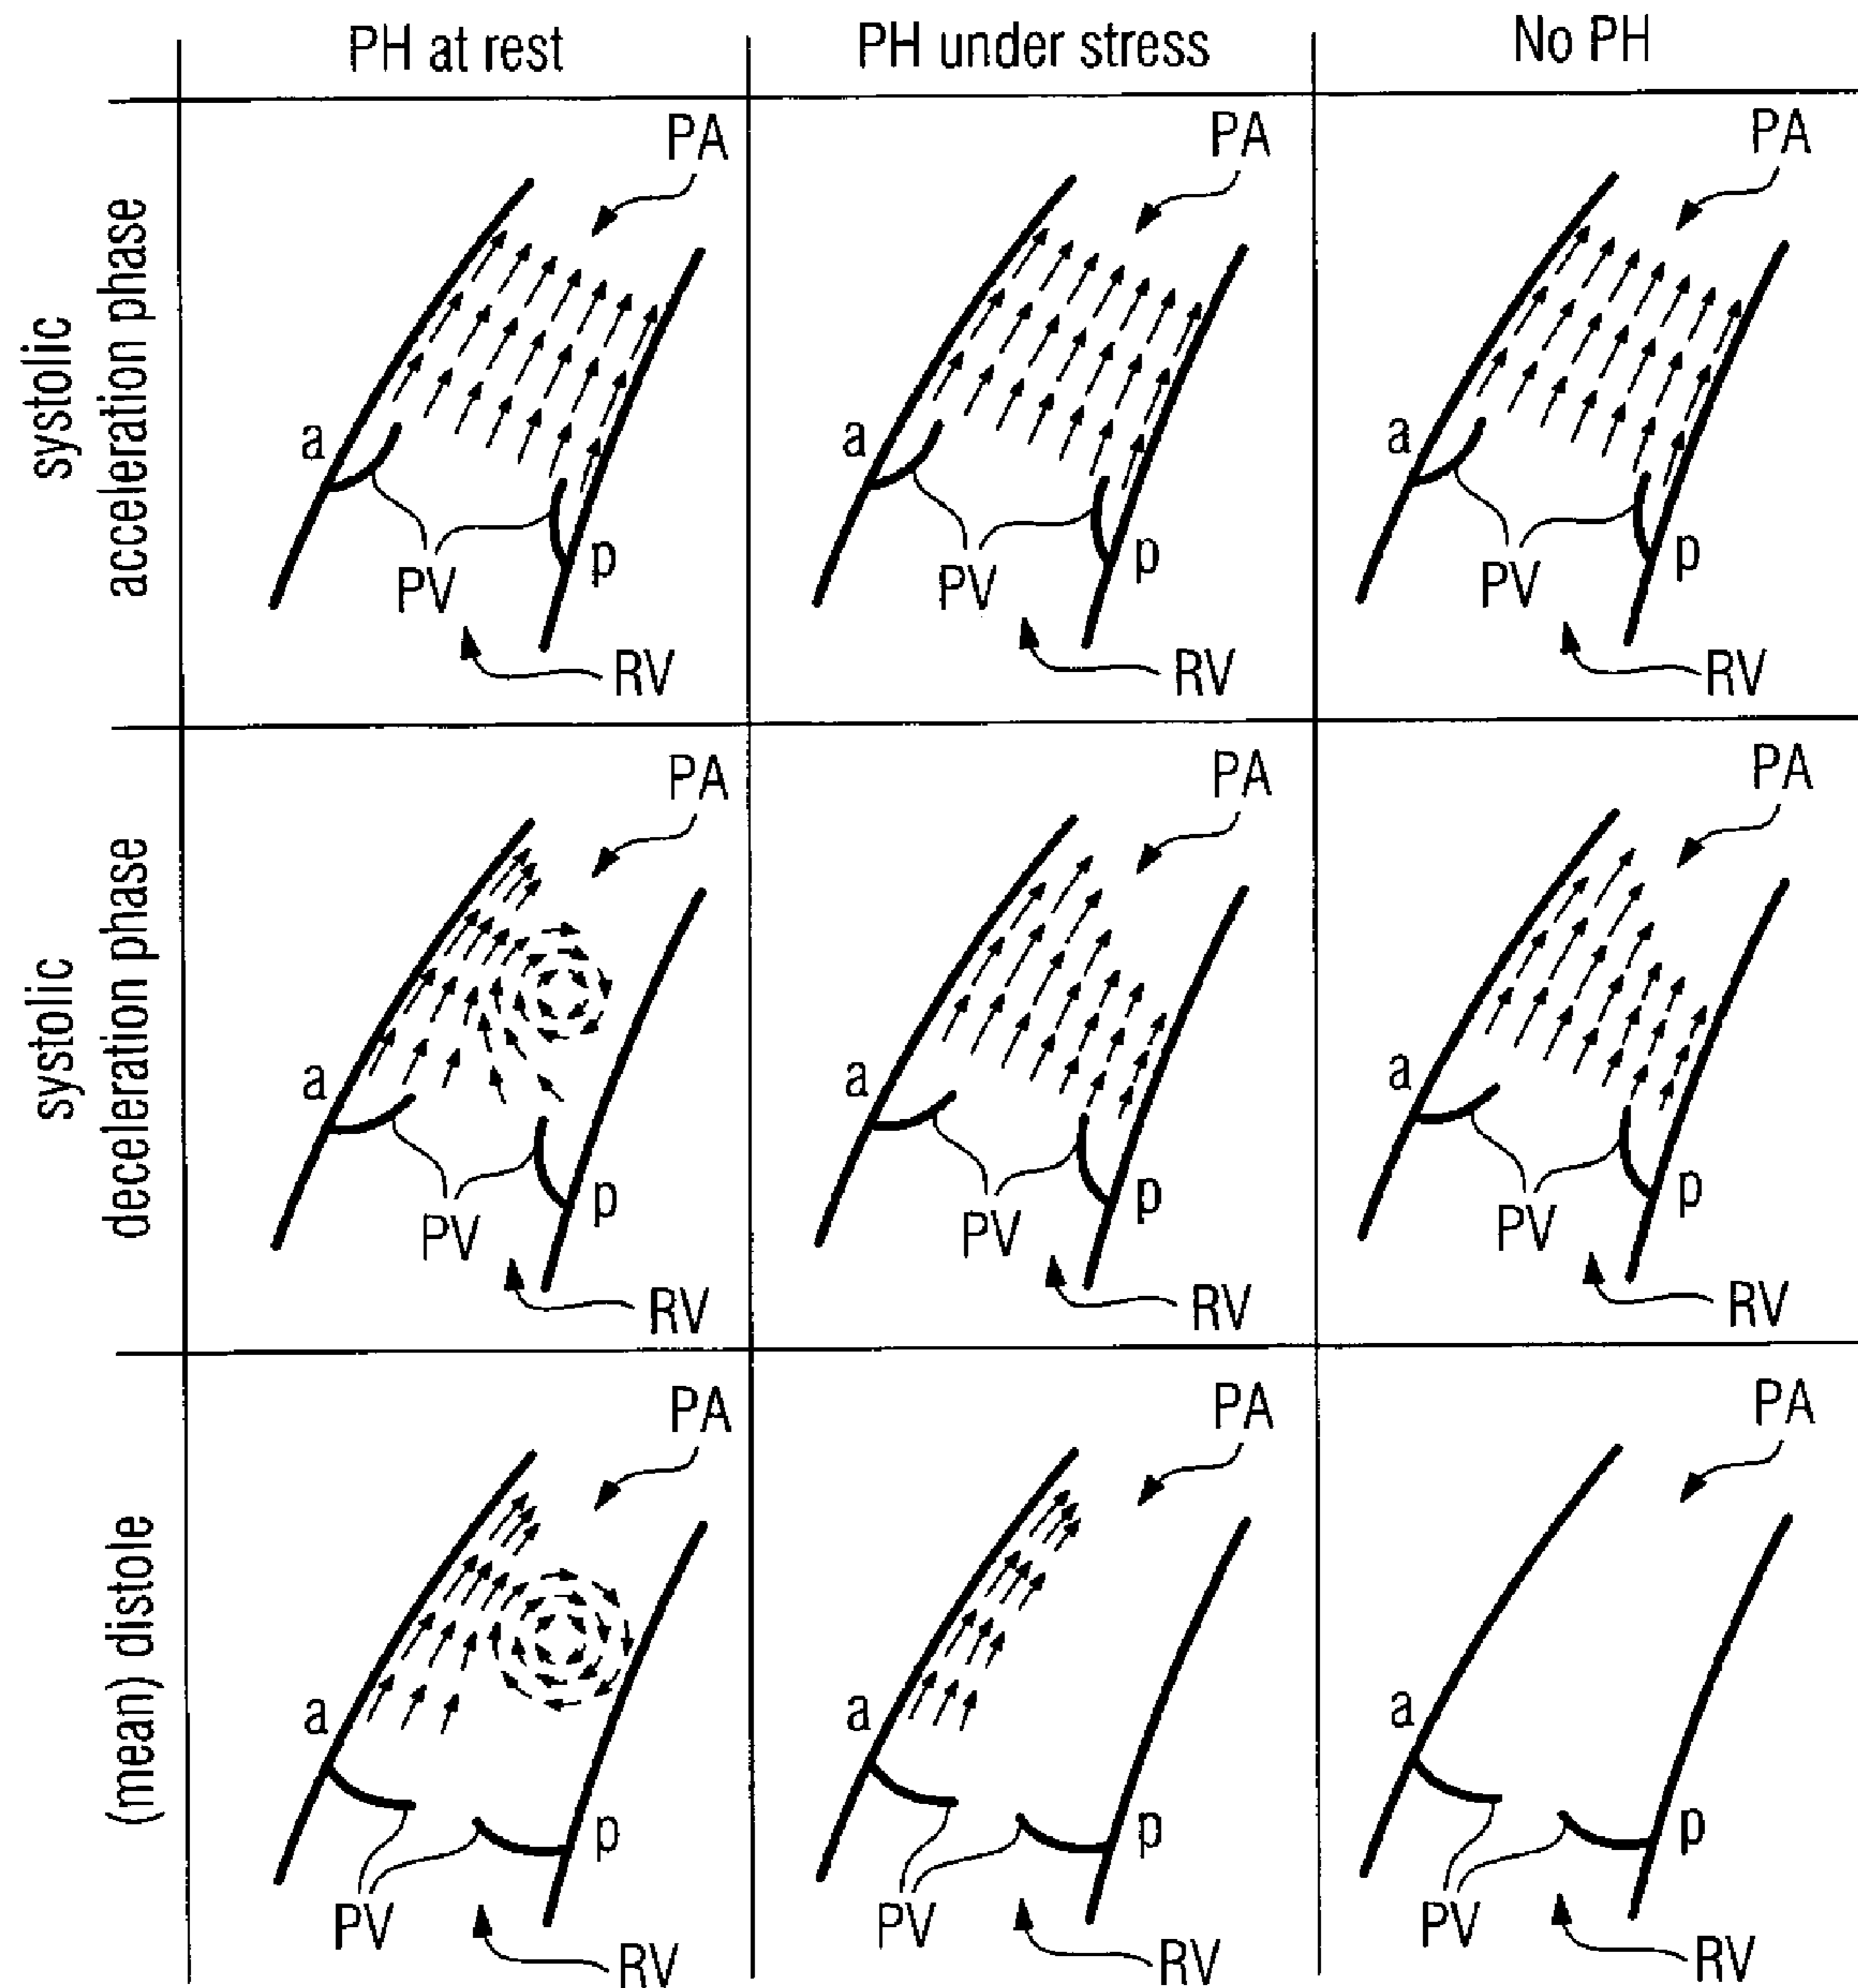 PH at rest
PH under stress
No PH
systolic
acceleration phase
PA
a
PV
p
RV
PA
a
PV
p
RV
PA
a
PV
p
RV
systolic
deceleration phase
PA
a
PV
p
RV
PA
a
PV
p
RV
PA
a
PV
p
RV
(mean) distole
PA
a
p
PV
RV
PA
a
p
PV
RV
PA
a
p
PV
RV